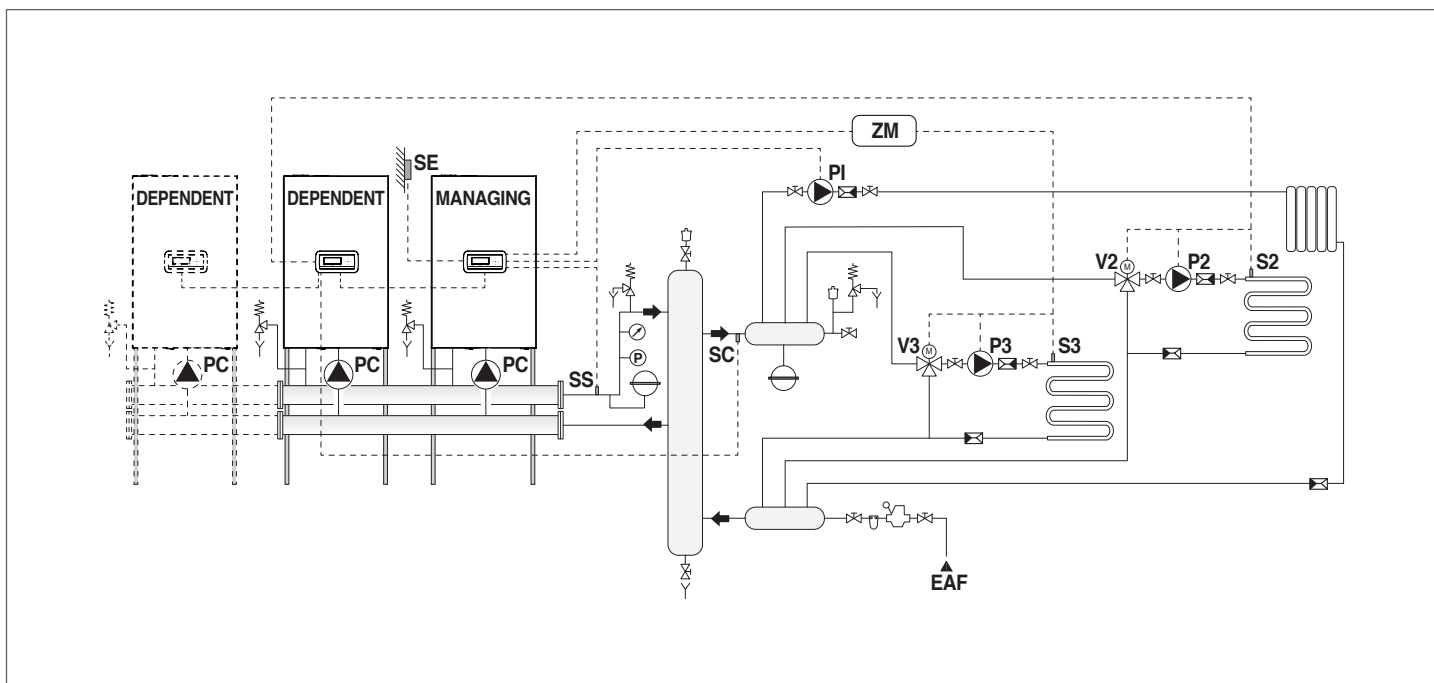 ZM
SE
PI
DEPENDENT
DEPENDENT
MANAGING
V2
M
P2
S2
SC
V3
M
P3
S3
PC
PC
PC
SS
P
EAF